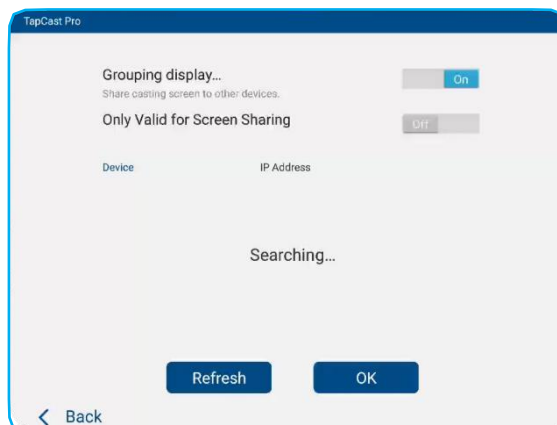 TapCast Pro
Grouping display...
On
Share casting screen to other devices.
Only Valid for Screen Sharing
Off
Device IP Address
Searching...
Refresh OK
Back